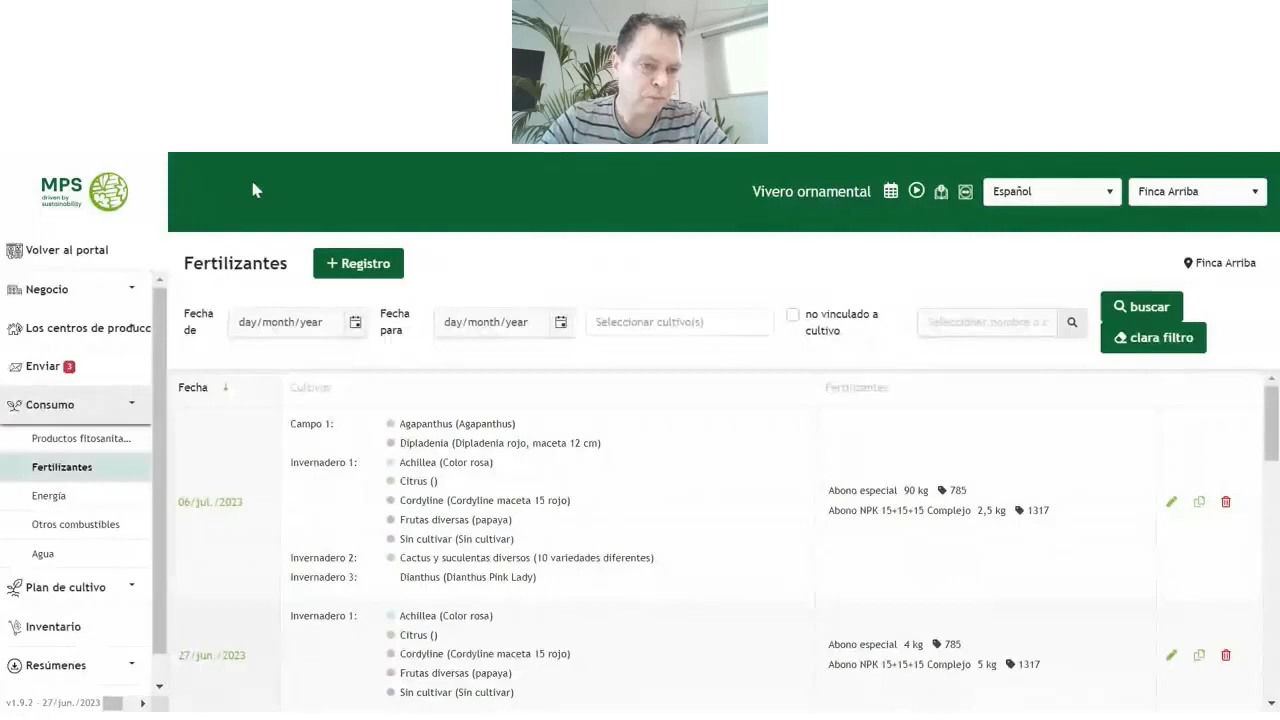 MPS
driven by
sustainability
Vivero ornamental
Español
Finca Arriba
Volver al portal
Negocio
Los centros de producc
Enviar 3
Consumo
Productos fitosanita...
Fertilizantes
Energía
Otros combustibles
Agua
Plan de cultivo
Inventario
Resúmenes
v1.9.2 - 27/jun./2023
Fertilizantes
+ Registro
Finca Arriba
Fecha de
day/month/year
Fecha para
day/month/year
Seleccionar cultivo(s)
no vinculado a cultivo
Seleccionar nombre o c
buscar
clara filtro
Fecha
Cultivos
Fertilizantes
06/jul./2023
Campo 1:
Agapanthus (Agapanthus)
Dipladenia (Dipladenia rojo, maceta 12 cm)
Invernadero 1:
Achillea (Color rosa)
Citrus ()
Cordyline (Cordyline maceta 15 rojo)
Frutas diversas (papaya)
Sin cultivar (Sin cultivar)
Invernadero 2:
Cactus y suculentas diversos (10 variedades diferentes)
Invernadero 3:
Dianthus (Dianthus Pink Lady)
Abono especial 90 kg 785
Abono NPK 15+15+15 Complejo 2,5 kg 1317
27/jun./2023
Invernadero 1:
Achillea (Color rosa)
Citrus ()
Cordyline (Cordyline maceta 15 rojo)
Frutas diversas (papaya)
Sin cultivar (Sin cultivar)
Abono especial 4 kg 785
Abono NPK 15+15+15 Complejo 5 kg 1317